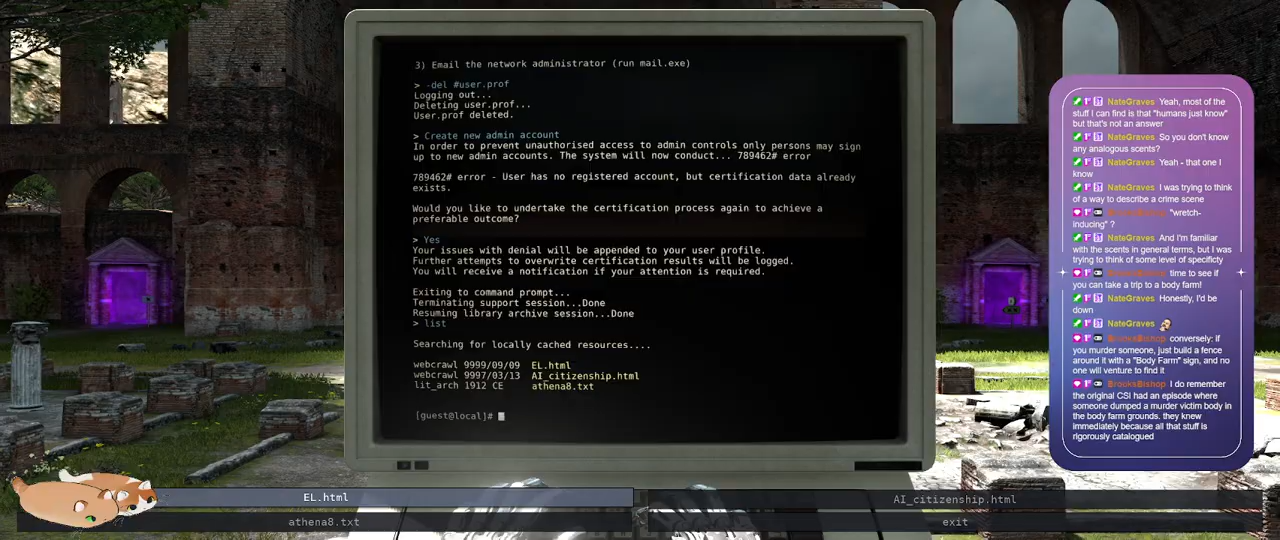 3) Email the network administrator (run mail.exe)
> -del #user.prof
Logging out...
Deleting user.prof...
User.prof deleted.
> Create new admin account
In order to prevent unauthorised access to admin controls only persons may sign
up to new admin accounts. The system will now conduct... 789462# error
789462# error - User has no registered account, but certification data already
exists.
Would you like to undertake the certification process again to achieve a
preferable outcome?
> Yes
Your issues with denial will be appended to your user profile.
Further attempts to overwrite certification results will be logged.
You will receive a notification if your attention is required.
Exiting to command prompt...
Terminating support session...Done
Resuming library archive session...Done
> list
Searching for locally cached resources....
webcrawl 9999/09/09 EL.html
webcrawl 9997/03/13 AI_citizenship.html
lit_arch 1912 CE athena8.txt
[guest@local]#
EL.html
AI_citizenship.html
athena8.txt
exit
NateGraves Yeah, most of the
stuff I can find is that "humans just know"
but that's not an answer
NateGraves So you don't know
any analogous scents?
NateGraves Yeah - that one I
know
NateGraves I was trying to think
of a way to describe a crime scene
BrooksBishop "wretch-
inducing" ?
NateGraves And I'm familiar
with the scents in general terms, but I was
trying to think of some level of specificty
BrooksBishop time to see if
you can take a trip to a body farm!
NateGraves Honestly, I'd be
down
NateGraves
BrooksBishop conversely: if
you murder someone, just build a fence
around it with a "Body Farm" sign, and no
one will venture to find it
BrooksBishop I do remember
the original CSI had an episode where
someone dumped a murder victim body in
the body farm grounds. they knew
immediately because all that stuff is
rigorously catalogued